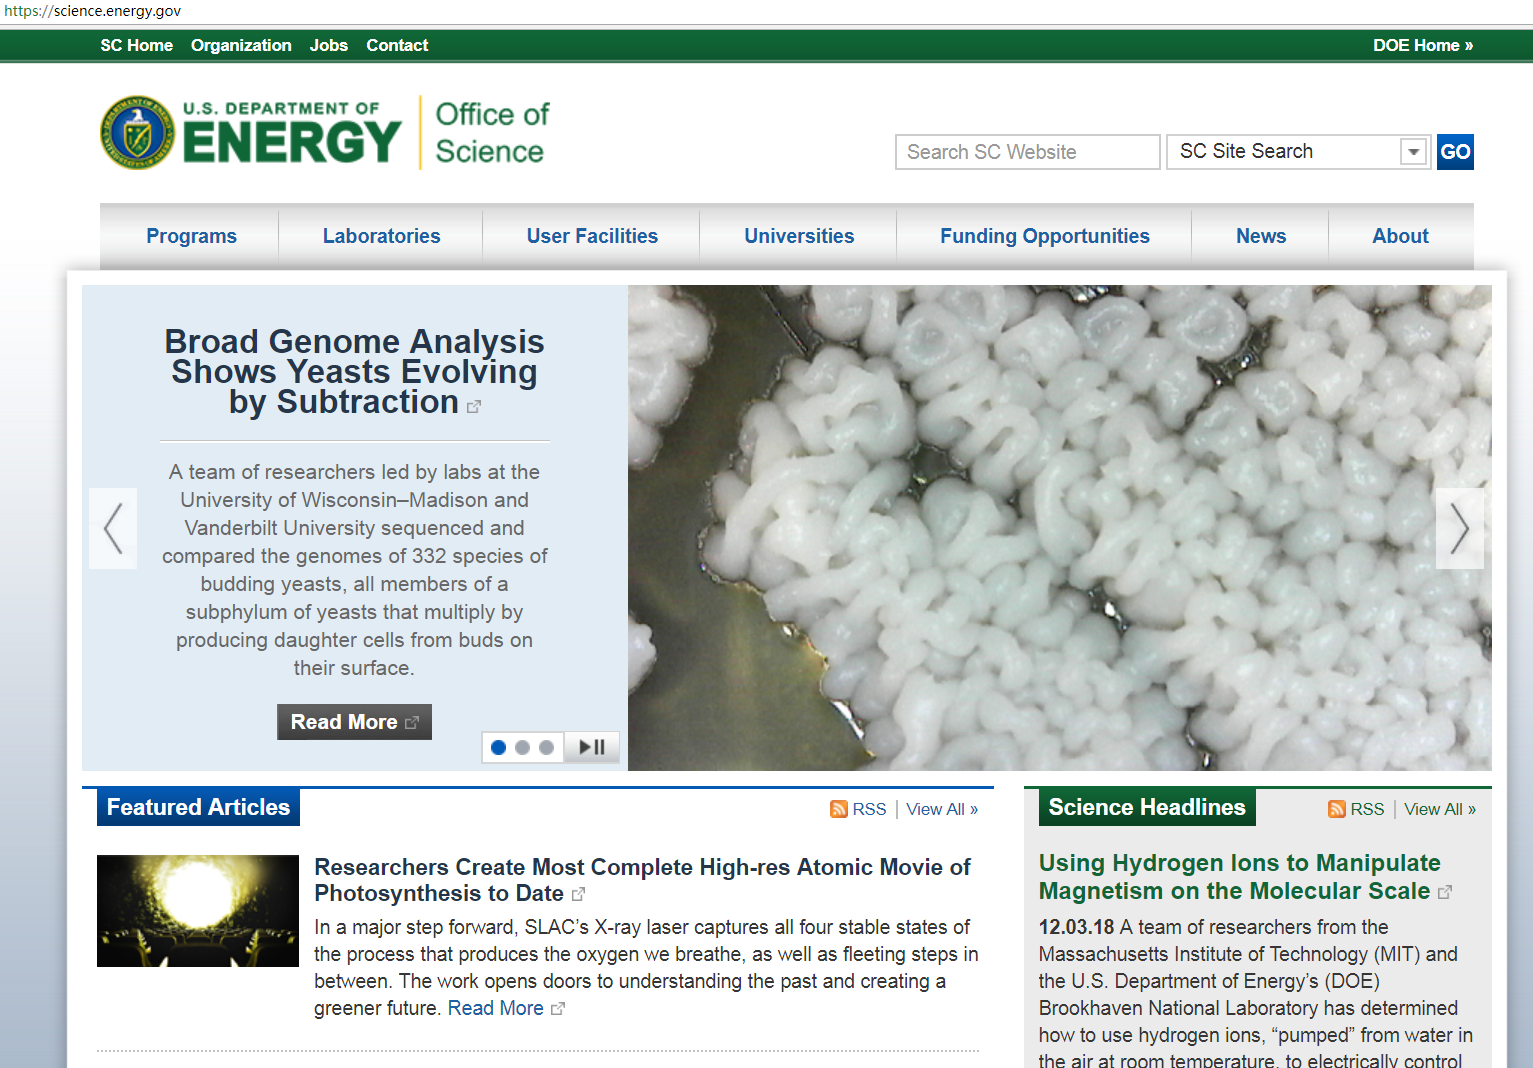 https://science.energy.gov
SC Home Organization Jobs Contact DOE Home »
U.S. DEPARTMENT OF
ENERGY
Office of
Science
Search SC Website SC Site Search GO
Programs Laboratories User Facilities Universities Funding Opportunities News About
Broad Genome Analysis
Shows Yeasts Evolving
by Subtraction
A team of researchers led by labs at the
University of Wisconsin–Madison and
Vanderbilt University sequenced and
compared the genomes of 332 species of
budding yeasts, all members of a
subphylum of yeasts that multiply by
producing daughter cells from buds on
their surface.
Read More
Featured Articles RSS View All »
Researchers Create Most Complete High-res Atomic Movie of
Photosynthesis to Date
In a major step forward, SLAC’s X-ray laser captures all four stable states of
the process that produces the oxygen we breathe, as well as fleeting steps in
between. The work opens doors to understanding the past and creating a
greener future. Read More
Science Headlines RSS View All »
Using Hydrogen Ions to Manipulate
Magnetism on the Molecular Scale
12.03.18 A team of researchers from the
Massachusetts Institute of Technology (MIT) and
the U.S. Department of Energy’s (DOE)
Brookhaven National Laboratory has determined
how to use hydrogen ions, “pumped” from water in
the air at room temperature, to electrically control